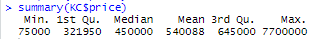 > summary(KC$price)
Min. 1st Qu. Median Mean 3rd Qu. Max.
75000 321950 450000 540088 645000 7700000